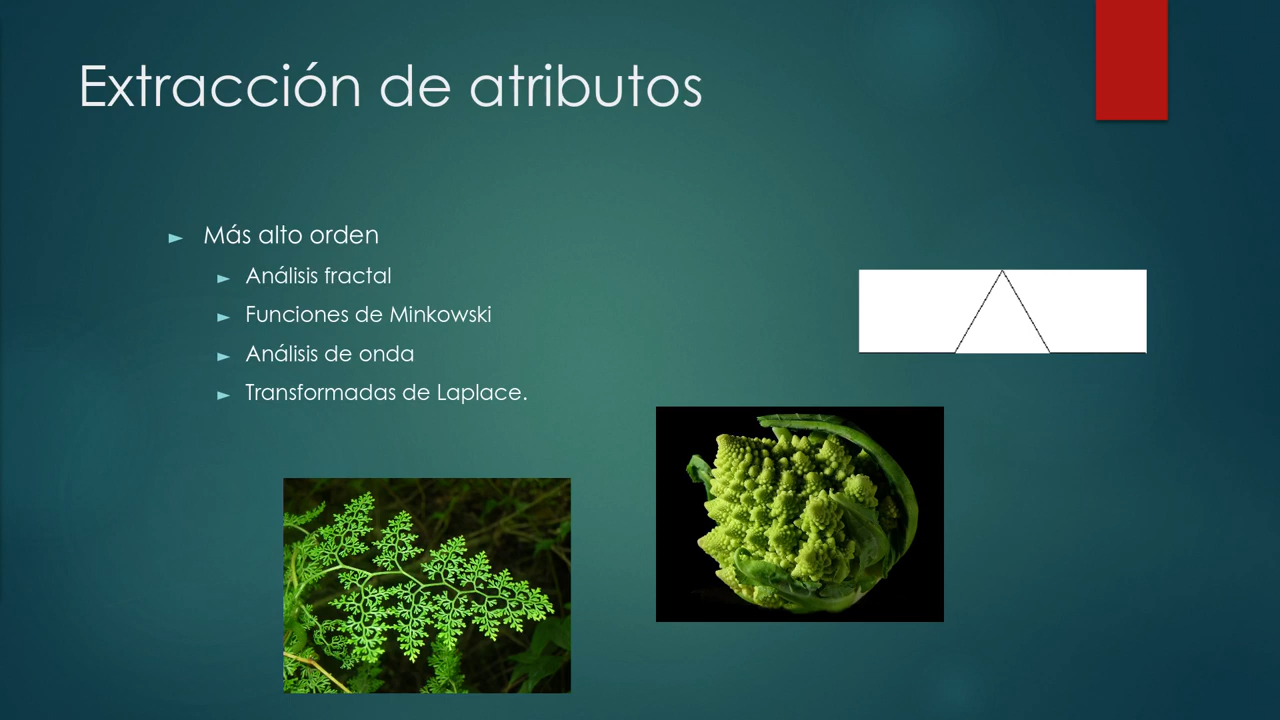 Extracción de atributos
Más alto orden
Análisis fractal
Funciones de Minkowski
Análisis de onda
Transformadas de Laplace.